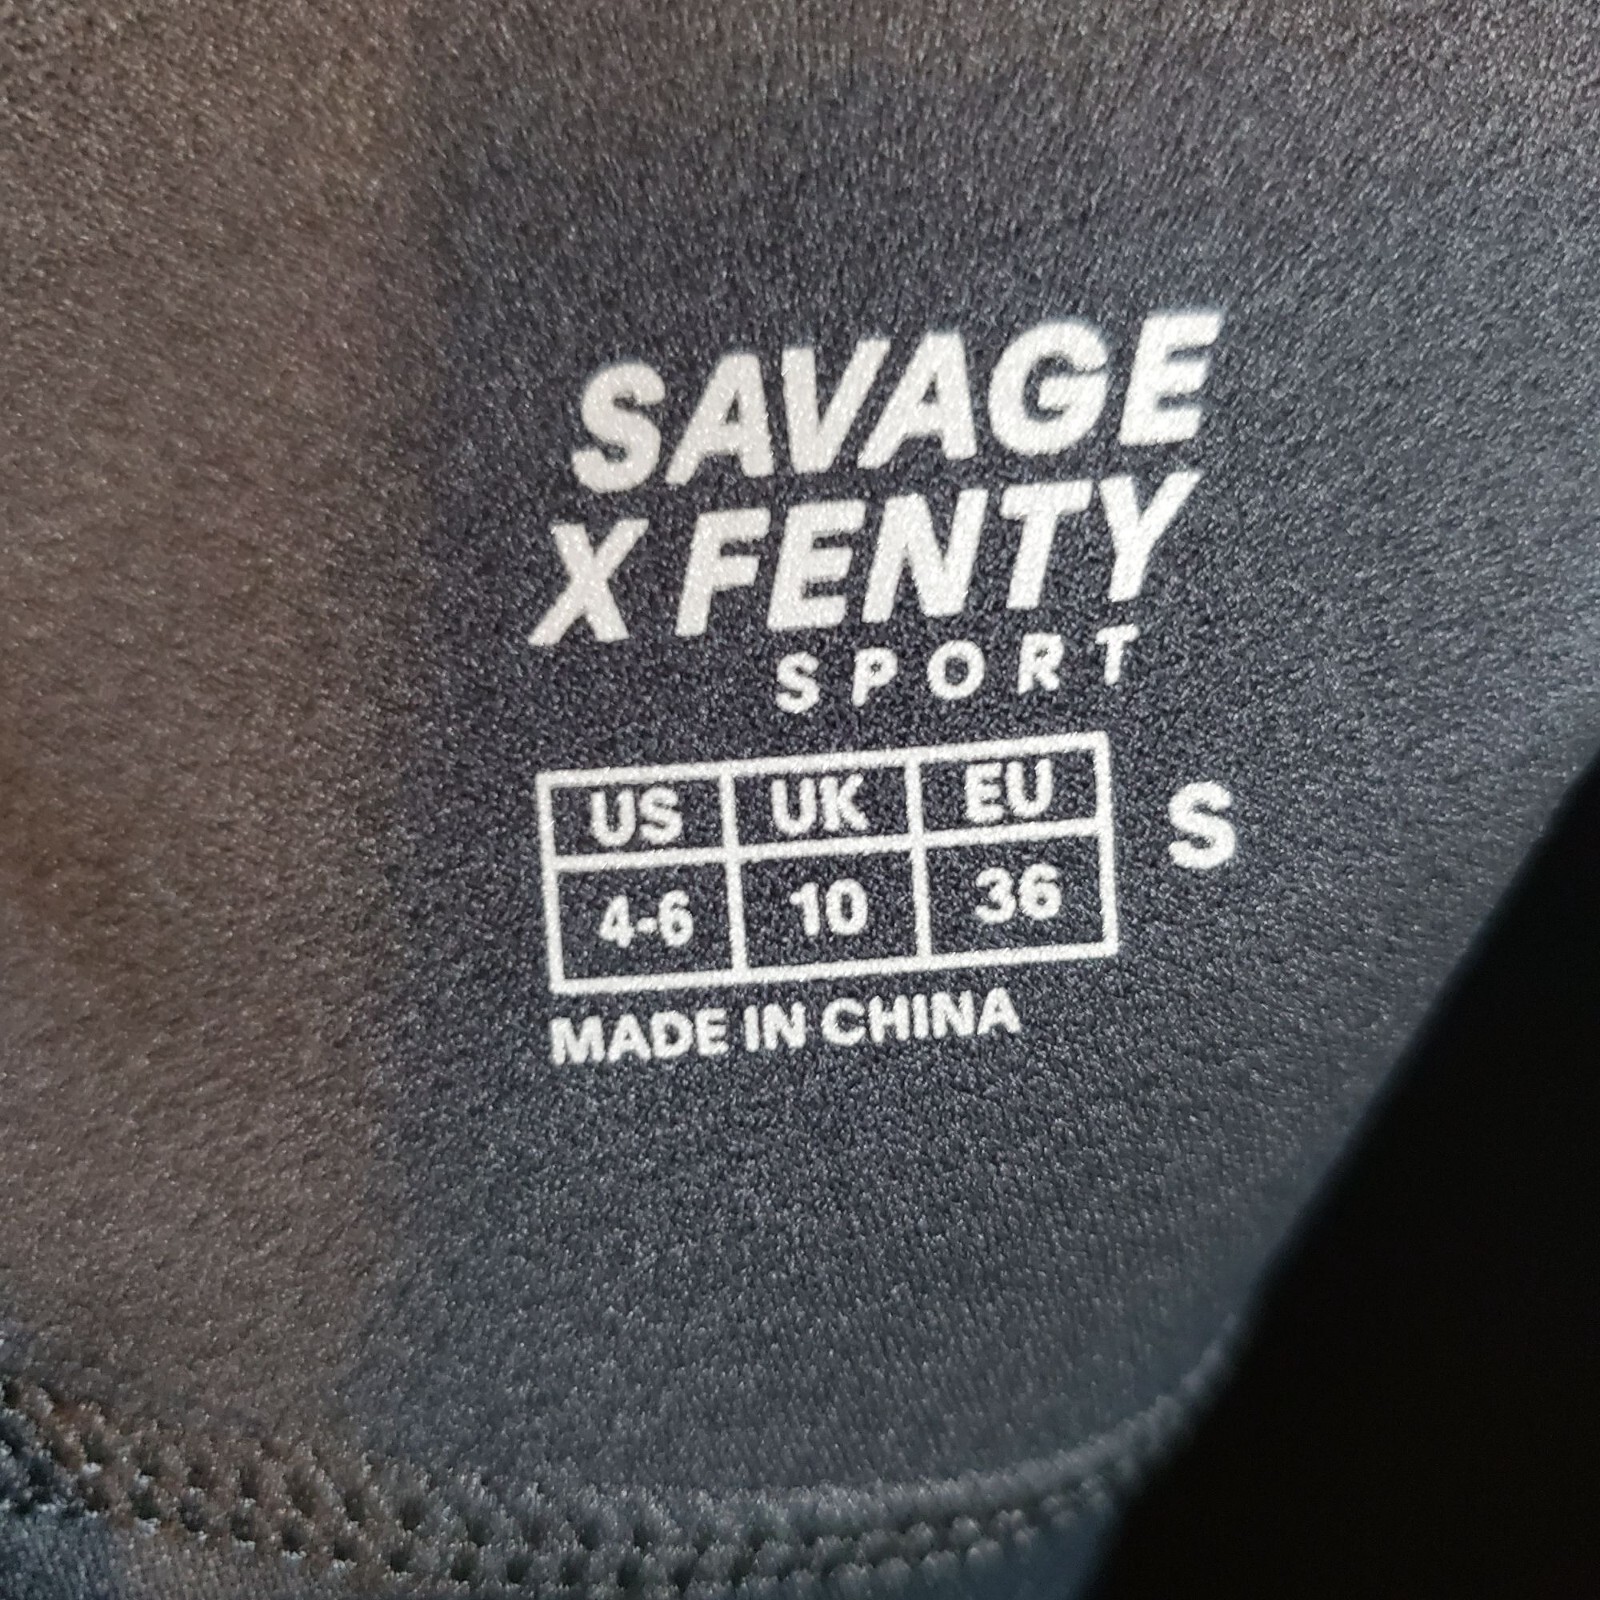 SAVAGE
X FENTY
SPORT
US UK EU S
4-6 10 36
MADE IN CHINA